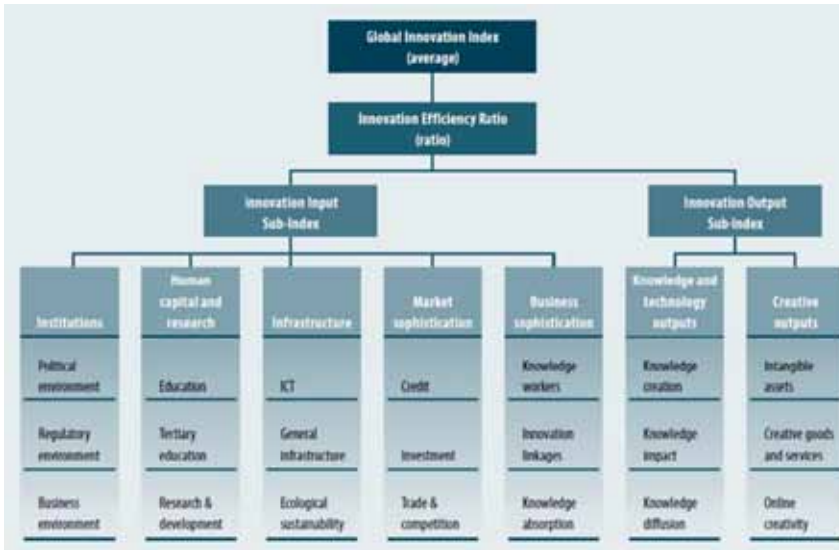 Global Innovation Index
(average)
Innovation Efficiency Ratio
(ratio)
Innovation Input
Sub-Index
Innovation Output
Sub-Index
Institutions
Human
capital and
research
Infrastructure
Market
sophistication
Business
sophistication
Knowledge and
technology
outputs
Creative
outputs
Political
environment
Education
ICT
Credit
Knowledge
workers
Knowledge
creation
Intangible
assets
Regulatory
environment
Tertiary
education
General
infrastructure
Investment
Innovation
linkages
Knowledge
impact
Creative goods
and services
Business
environment
Research &
development
Ecological
sustainability
Trade &
competition
Knowledge
absorption
Knowledge
diffusion
Online
creativity